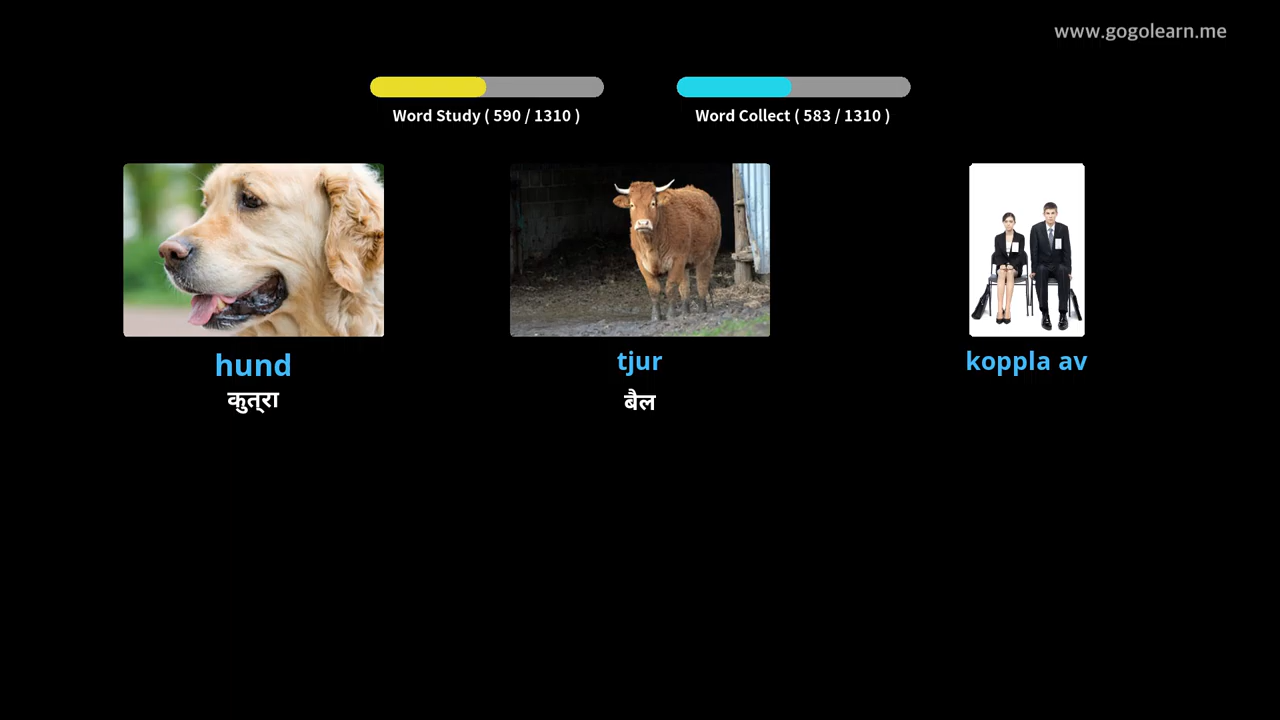 www.gogolearn.me
Word Study ( 590 / 1310 )
Word Collect ( 583 / 1310 )
hund
tjur
koppla av
कुत्रा
बैल